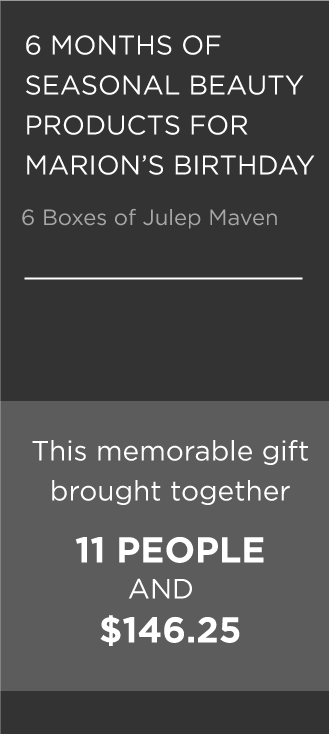 6 MONTHS OF
SEASONAL BEAUTY
PRODUCTS FOR
MARION’S BIRTHDAY
6 Boxes of Julep Maven
This memorable gift
brought together
11 PEOPLE
AND
$146.25